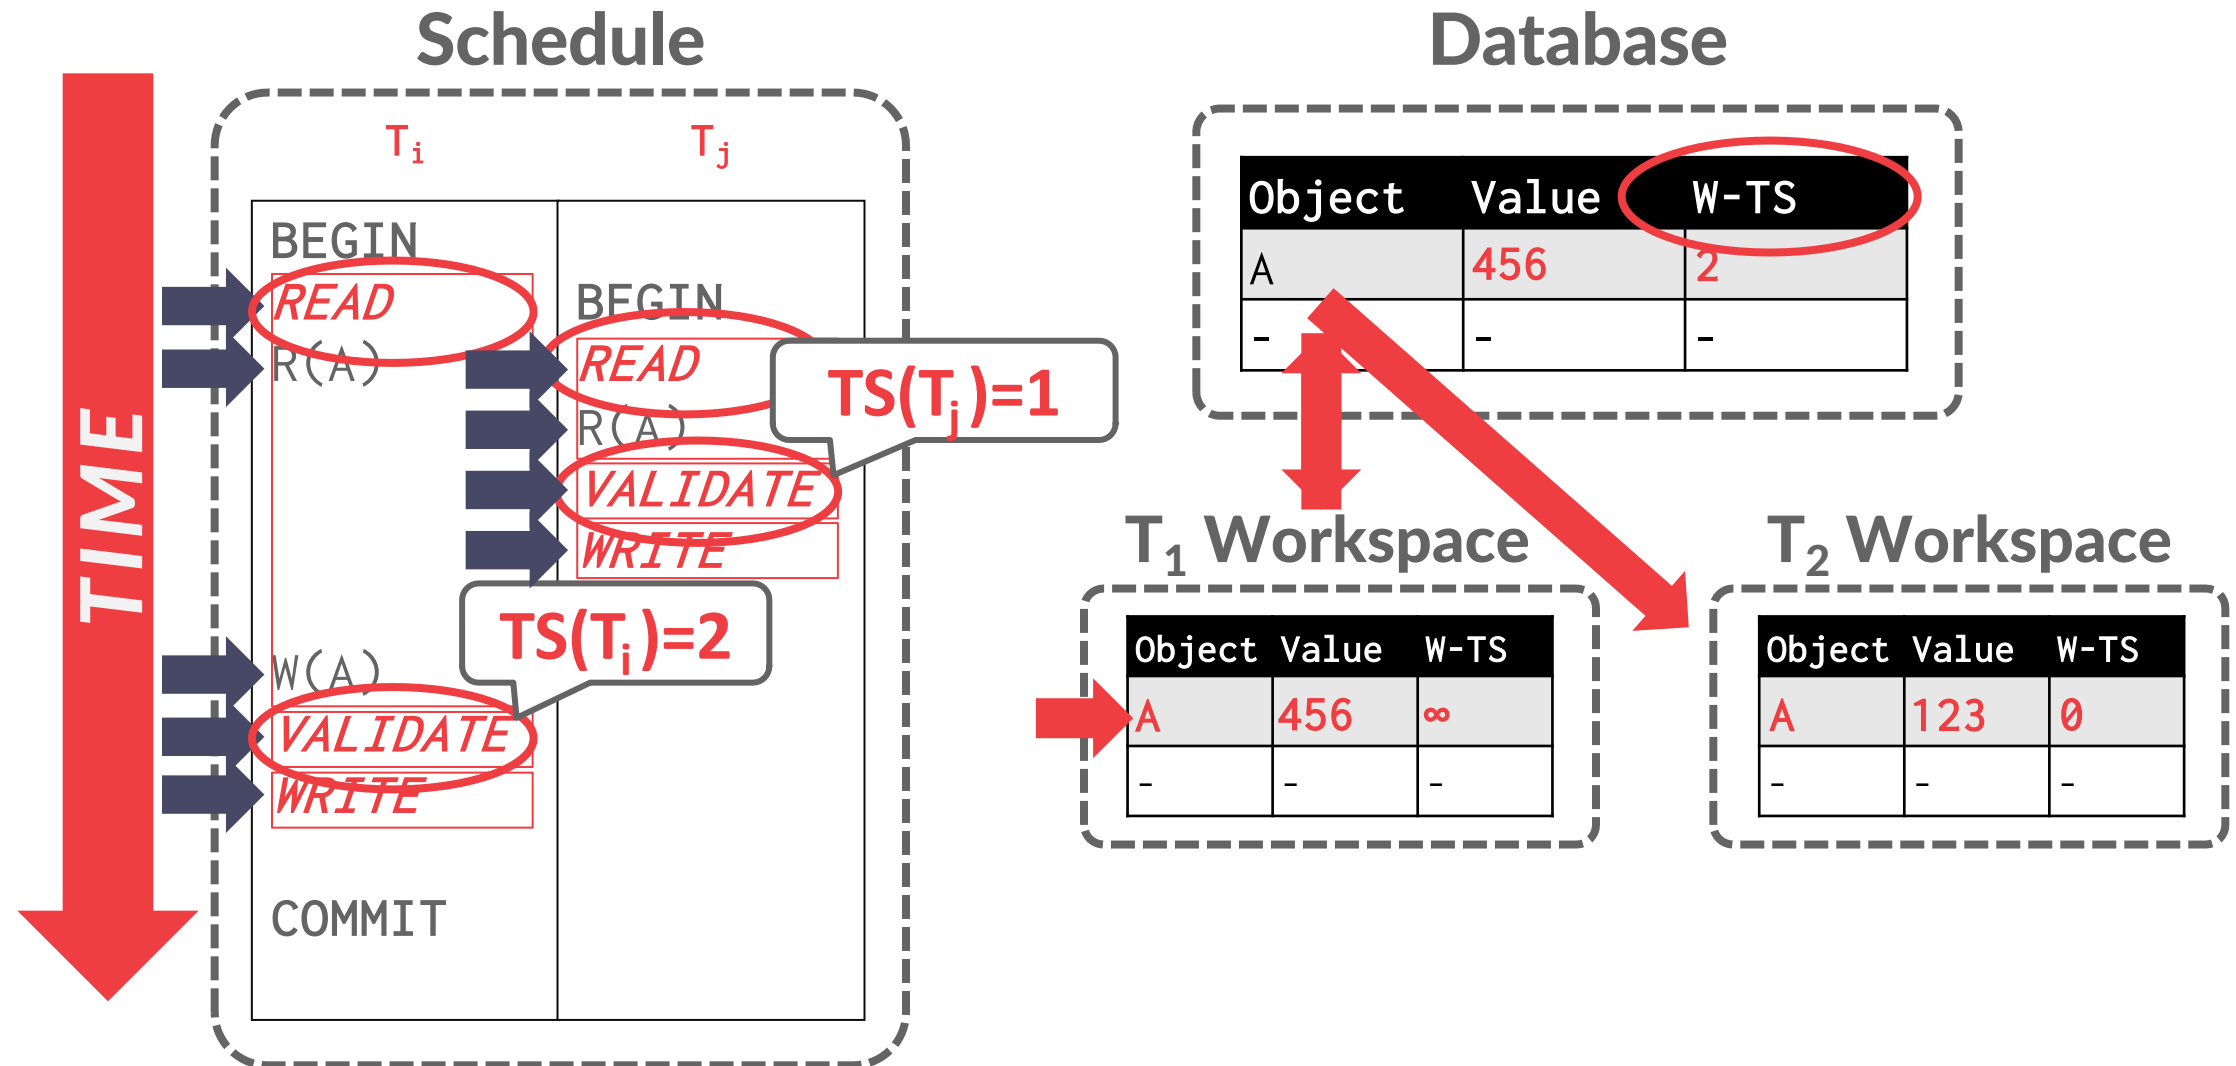 Schedule
TIME
Ti Tj
BEGIN
READ
BEGIN
R(A)
READ
TS(Tj)=1
R(A)
VALIDATE
WRITE
TS(Ti)=2
W(A)
VALIDATE
WRITE
COMMIT
Database
Object Value W-TS
A 456 2
- - -
T1 Workspace
Object Value W-TS
A 456 ∞
- - -
T2 Workspace
Object Value W-TS
A 123 0
- - -